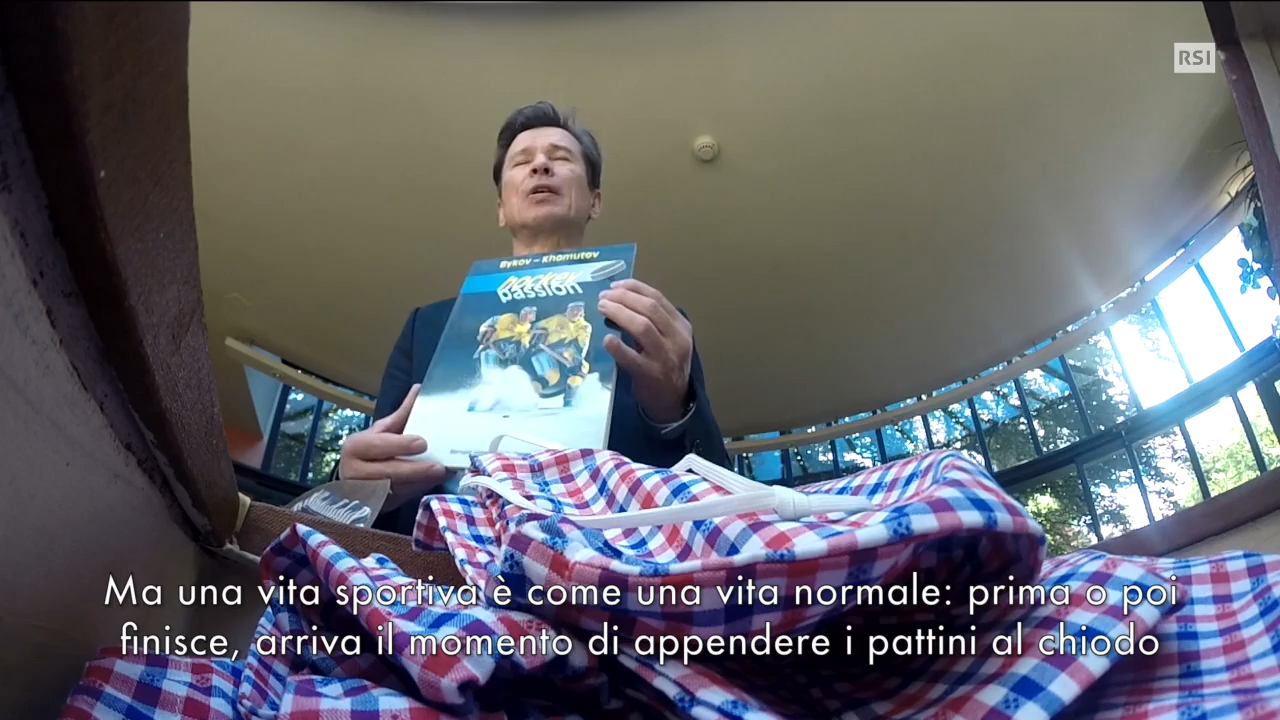 RSI
Bykov - Khomutov
hockey
passion
Ma una vita sportiva è come una vita normale: prima o poi
finisce, arriva il momento di appendere i pattini al chiodo